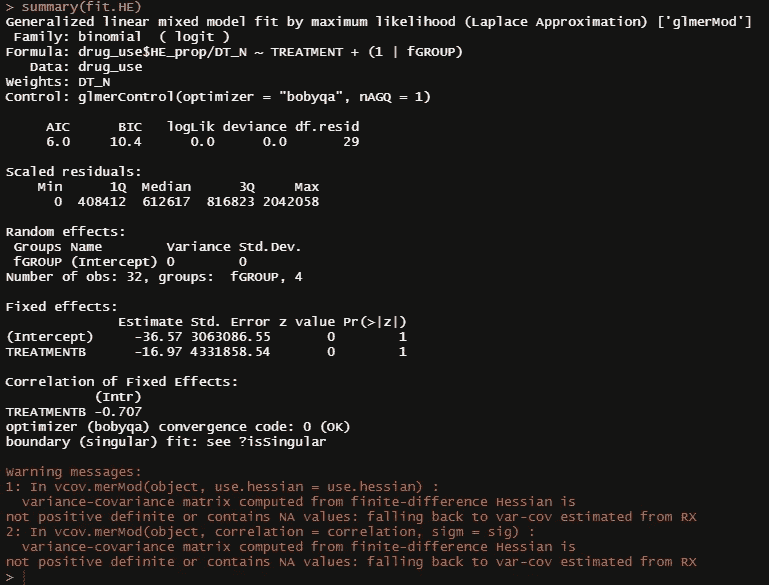 > summary(fit.HE)
Generalized linear mixed model fit by maximum likelihood (Laplace Approximation) ['glmerMod']
Family: binomial ( logit )
Formula: drug_use$HE_prop/DT_N ~ TREATMENT + (1 | fGROUP)
Data: drug_use
Weights: DT_N
Control: glmerControl(optimizer = "bobyqa", nAGQ = 1)
AIC BIC logLik deviance df.resid
6.0 10.4 0.0 0.0 29
Scaled residuals:
Min 1Q Median 3Q Max
0 408412 612617 816823 2042058
Random effects:
Groups Name Variance Std.Dev.
fGROUP (Intercept) 0 0
Number of obs: 32, groups: fGROUP, 4
Fixed effects:
Estimate Std. Error z value Pr(>|z|)
(Intercept) -36.57 3063086.55 0 1
TREATMENTB -16.97 4331858.54 0 1
Correlation of Fixed Effects:
(Intr)
TREATMENTB -0.707
optimizer (bobyqa) convergence code: 0 (OK)
boundary (singular) fit: see ?isSingular
Warning messages:
1: In vcov.merMod(object, use.hessian = use.hessian) :
variance-covariance matrix computed from finite-difference Hessian is
not positive definite or contains NA values: falling back to var-cov estimated from RX
2: In vcov.merMod(object, correlation = correlation, sigm = sig) :
variance-covariance matrix computed from finite-difference Hessian is
not positive definite or contains NA values: falling back to var-cov estimated from RX
>